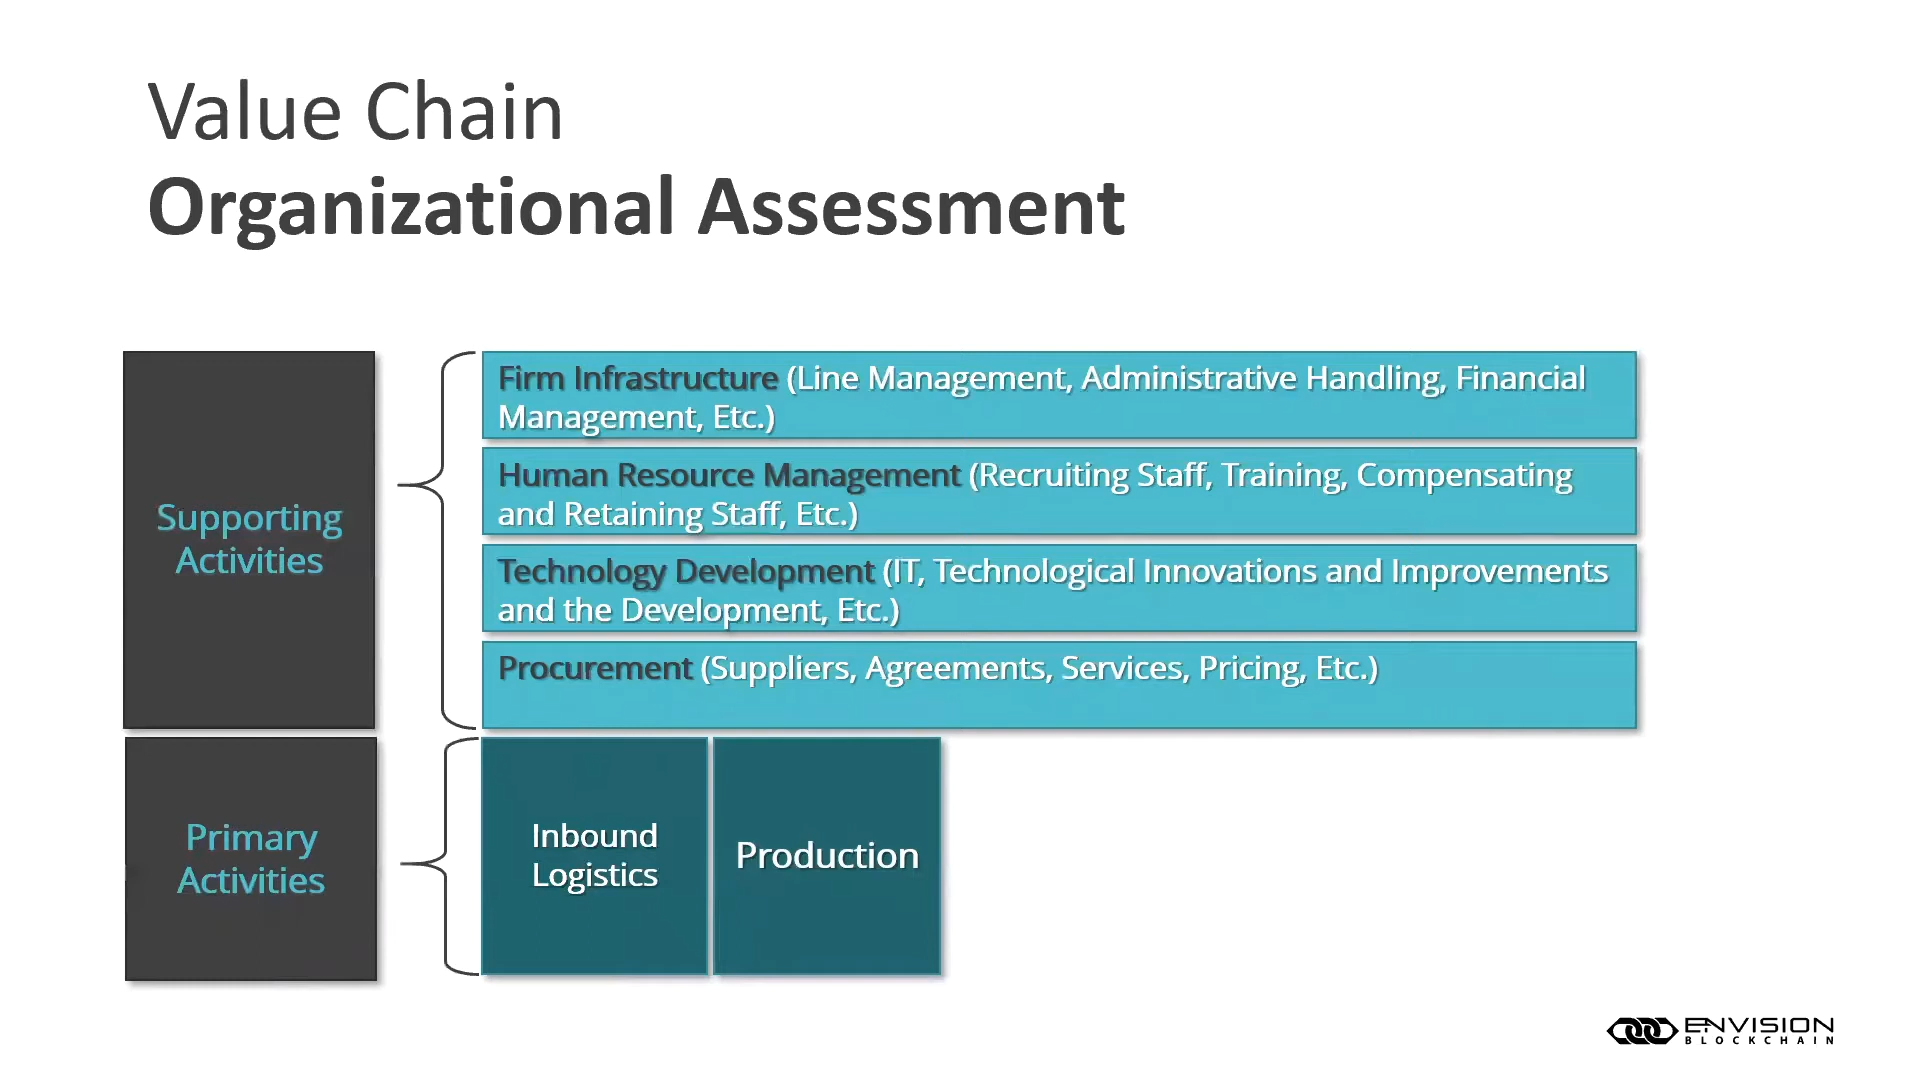 Value Chain
Organizational Assessment
Supporting
Activities
Firm Infrastructure (Line Management, Administrative Handling, Financial
Management, Etc.)
Human Resource Management (Recruiting Staff, Training, Compensating
and Retaining Staff, Etc.)
Technology Development (IT, Technological Innovations and Improvements
and the Development, Etc.)
Procurement (Suppliers, Agreements, Services, Pricing, Etc.)
Primary
Activities
Inbound
Logistics
Production
ENVISION
BLOCKCHAIN